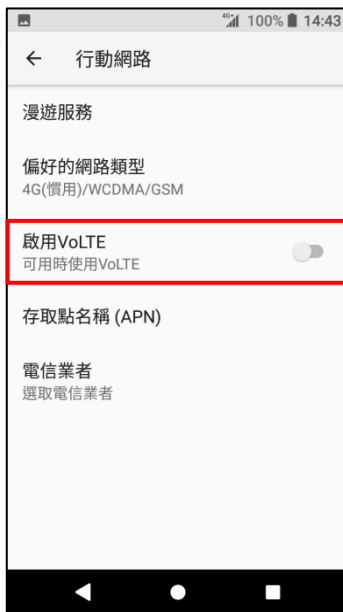 4G 100% 14:43
← 行動網路
漫遊服務
偏好的網路類型
4G(慣用)/WCDMA/GSM
啟用VoLTE
可用時使用VoLTE
存取點名稱 (APN)
電信業者
選取電信業者